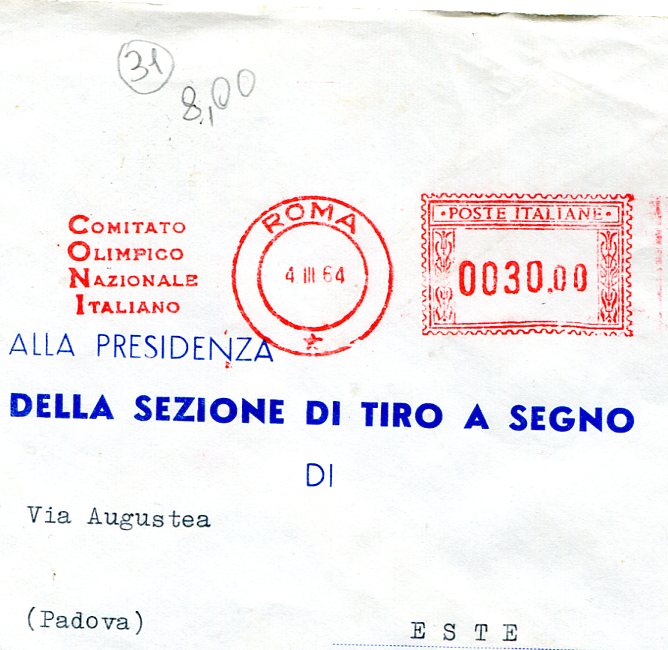 31
8,00
COMITATO
OLIMPICO
NAZIONALE
ITALIANO
ROMA
4 III 64
• POSTE ITALIANE •
0030,00
ALLA PRESIDENZA
DELLA SEZIONE DI TIRO A SEGNO
DI
Via Augustea
(Padova)
ESTE